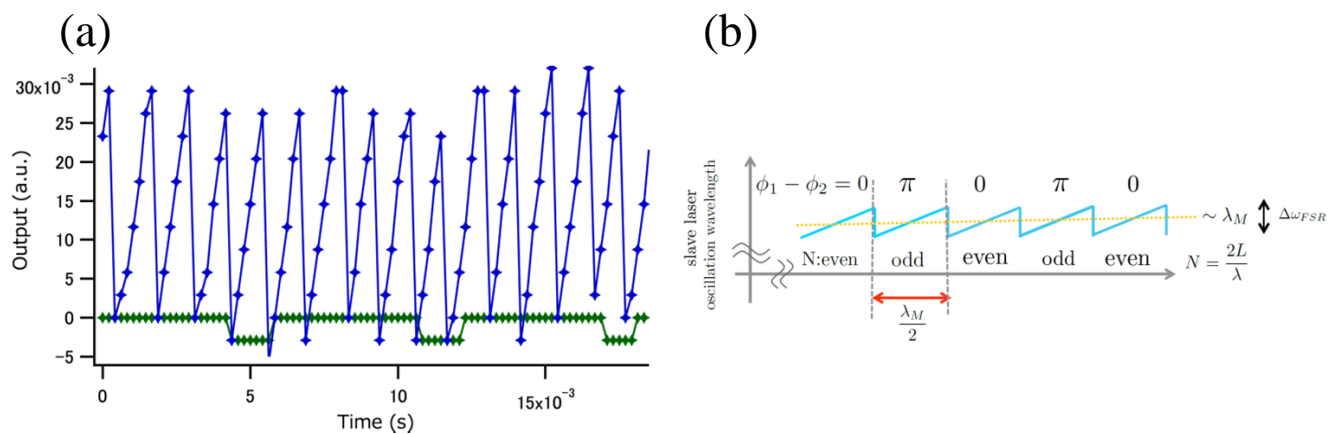 (a)
(b)
30x10⁻³
25
20
15
10
5
0
-5
Output (a.u.)
0
5
10
15x10⁻³
Time (s)
slave laser
oscillation wavelength
ϕ₁ − ϕ₂ = 0
π
0
π
0
∼ λ_M
Δω_FSR
N:even
odd
even
odd
even
N = 2L/λ
λ_M/2